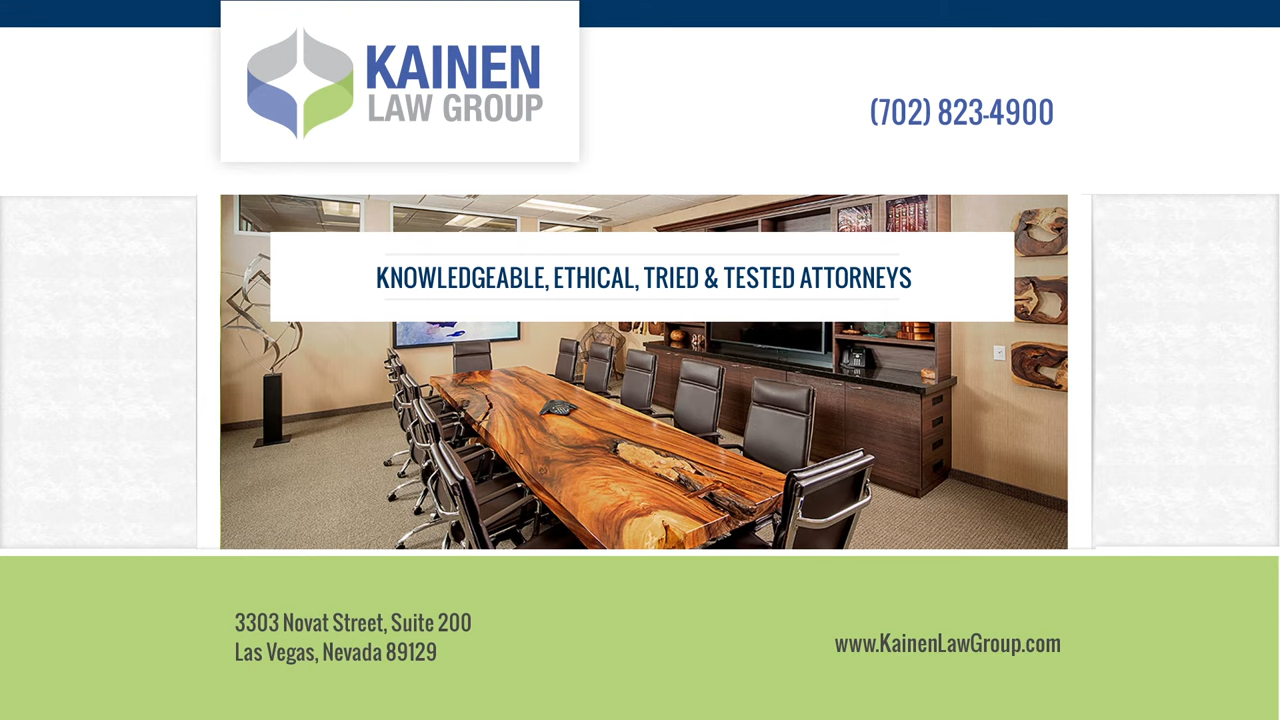 KAINEN
LAW GROUP
(702) 823-4900
KNOWLEDGEABLE, ETHICAL, TRIED & TESTED ATTORNEYS
3303 Novat Street, Suite 200
Las Vegas, Nevada 89129
www.KainenLawGroup.com